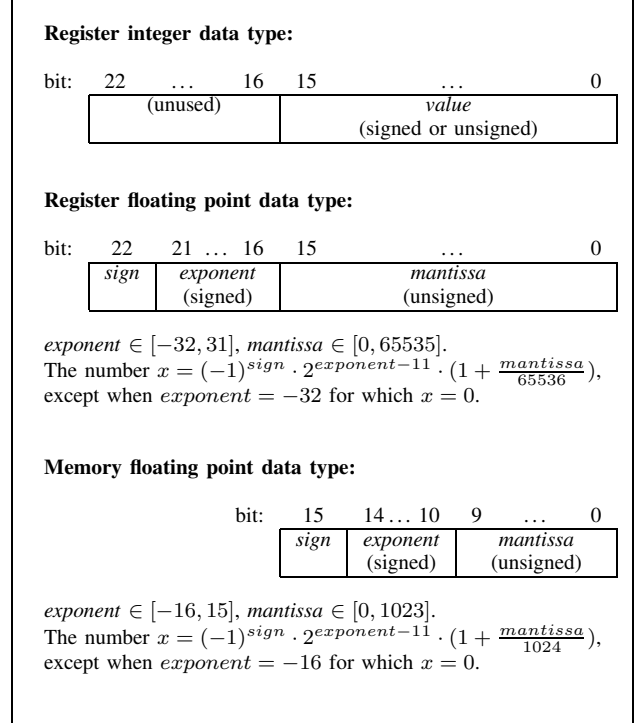 Register integer data type:
bit: 22 ... 16 15 ... 0
(unused) value
(signed or unsigned)
Register floating point data type:
bit: 22 21 ... 16 15 ... 0
sign exponent mantissa
(signed) (unsigned)
exponent ∈ [−32, 31], mantissa ∈ [0, 65535].
The number x = (−1)^{sign} · 2^{exponent−11} · (1 + \frac{mantissa}{65536}),
except when exponent = −32 for which x = 0.
Memory floating point data type:
bit: 15 14 ... 10 9 ... 0
sign exponent mantissa
(signed) (unsigned)
exponent ∈ [−16, 15], mantissa ∈ [0, 1023].
The number x = (−1)^{sign} · 2^{exponent−11} · (1 + \frac{mantissa}{1024}),
except when exponent = −16 for which x = 0.